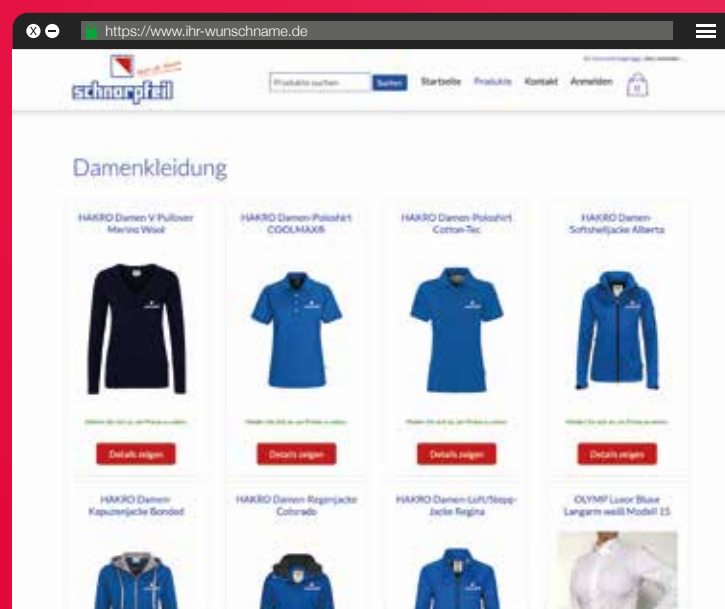 https://www.ihr-wunschname.de
schnorpfeil
Produkte suchen
Suchen
Startseite
Produkte
Kontakt
Anmelden
0
Damenkleidung
HAKRO Damen V-Pullover
Merino Wool
HAKRO Damen-Poloshirt
COOLMAX®
HAKRO Damen-Poloshirt
Cotton-Tec
HAKRO Damen-
Softshelljacke Alberta
Details zeigen
Details zeigen
Details zeigen
Details zeigen
HAKRO Damen-
Kapuzenjacke Bonded
HAKRO Damen-Regenjacke
Colorado
HAKRO Damen-Loft/Stepp-
Jacke Regina
OLYMP Luxor Bluse
Langarm weiß Modell 15